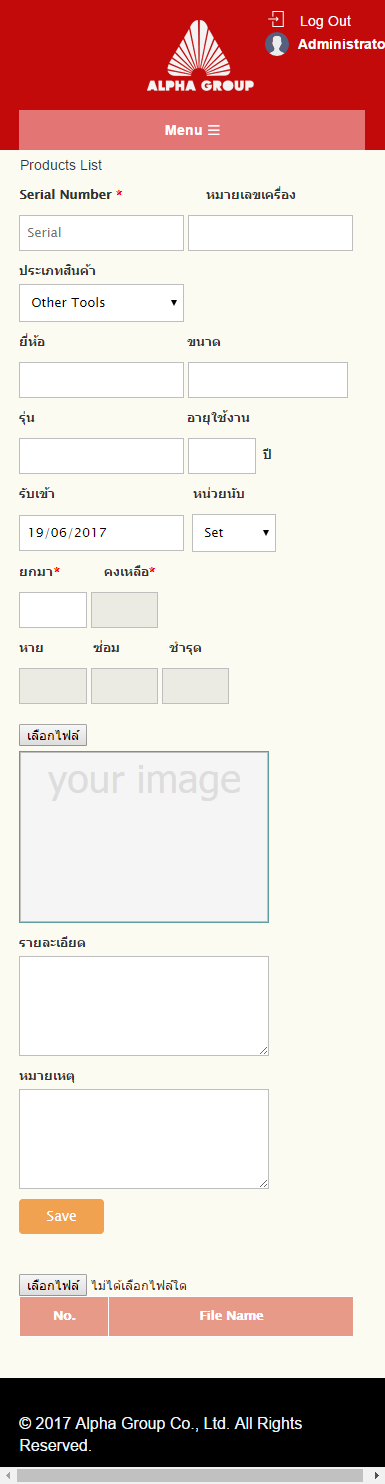 Log Out
Administrato
ALPHA GROUP
Menu ☰
Products List
Serial Number * หมายเลขเครื่อง
Serial
ประเภทสินค้า
Other Tools
ยี่ห้อ ขนาด
รุ่น อายุใช้งาน
ปี
รับเข้า หน่วยนับ
19/06/2017 Set
ยกมา* คงเหลือ*
หาย ซ่อม ชำรุด
เลือกไฟล์
your image
รายละเอียด
หมายเหตุ
Save
เลือกไฟล์ ไม่ได้เลือกไฟล์ใด
No. File Name
© 2017 Alpha Group Co., Ltd. All Rights
Reserved.